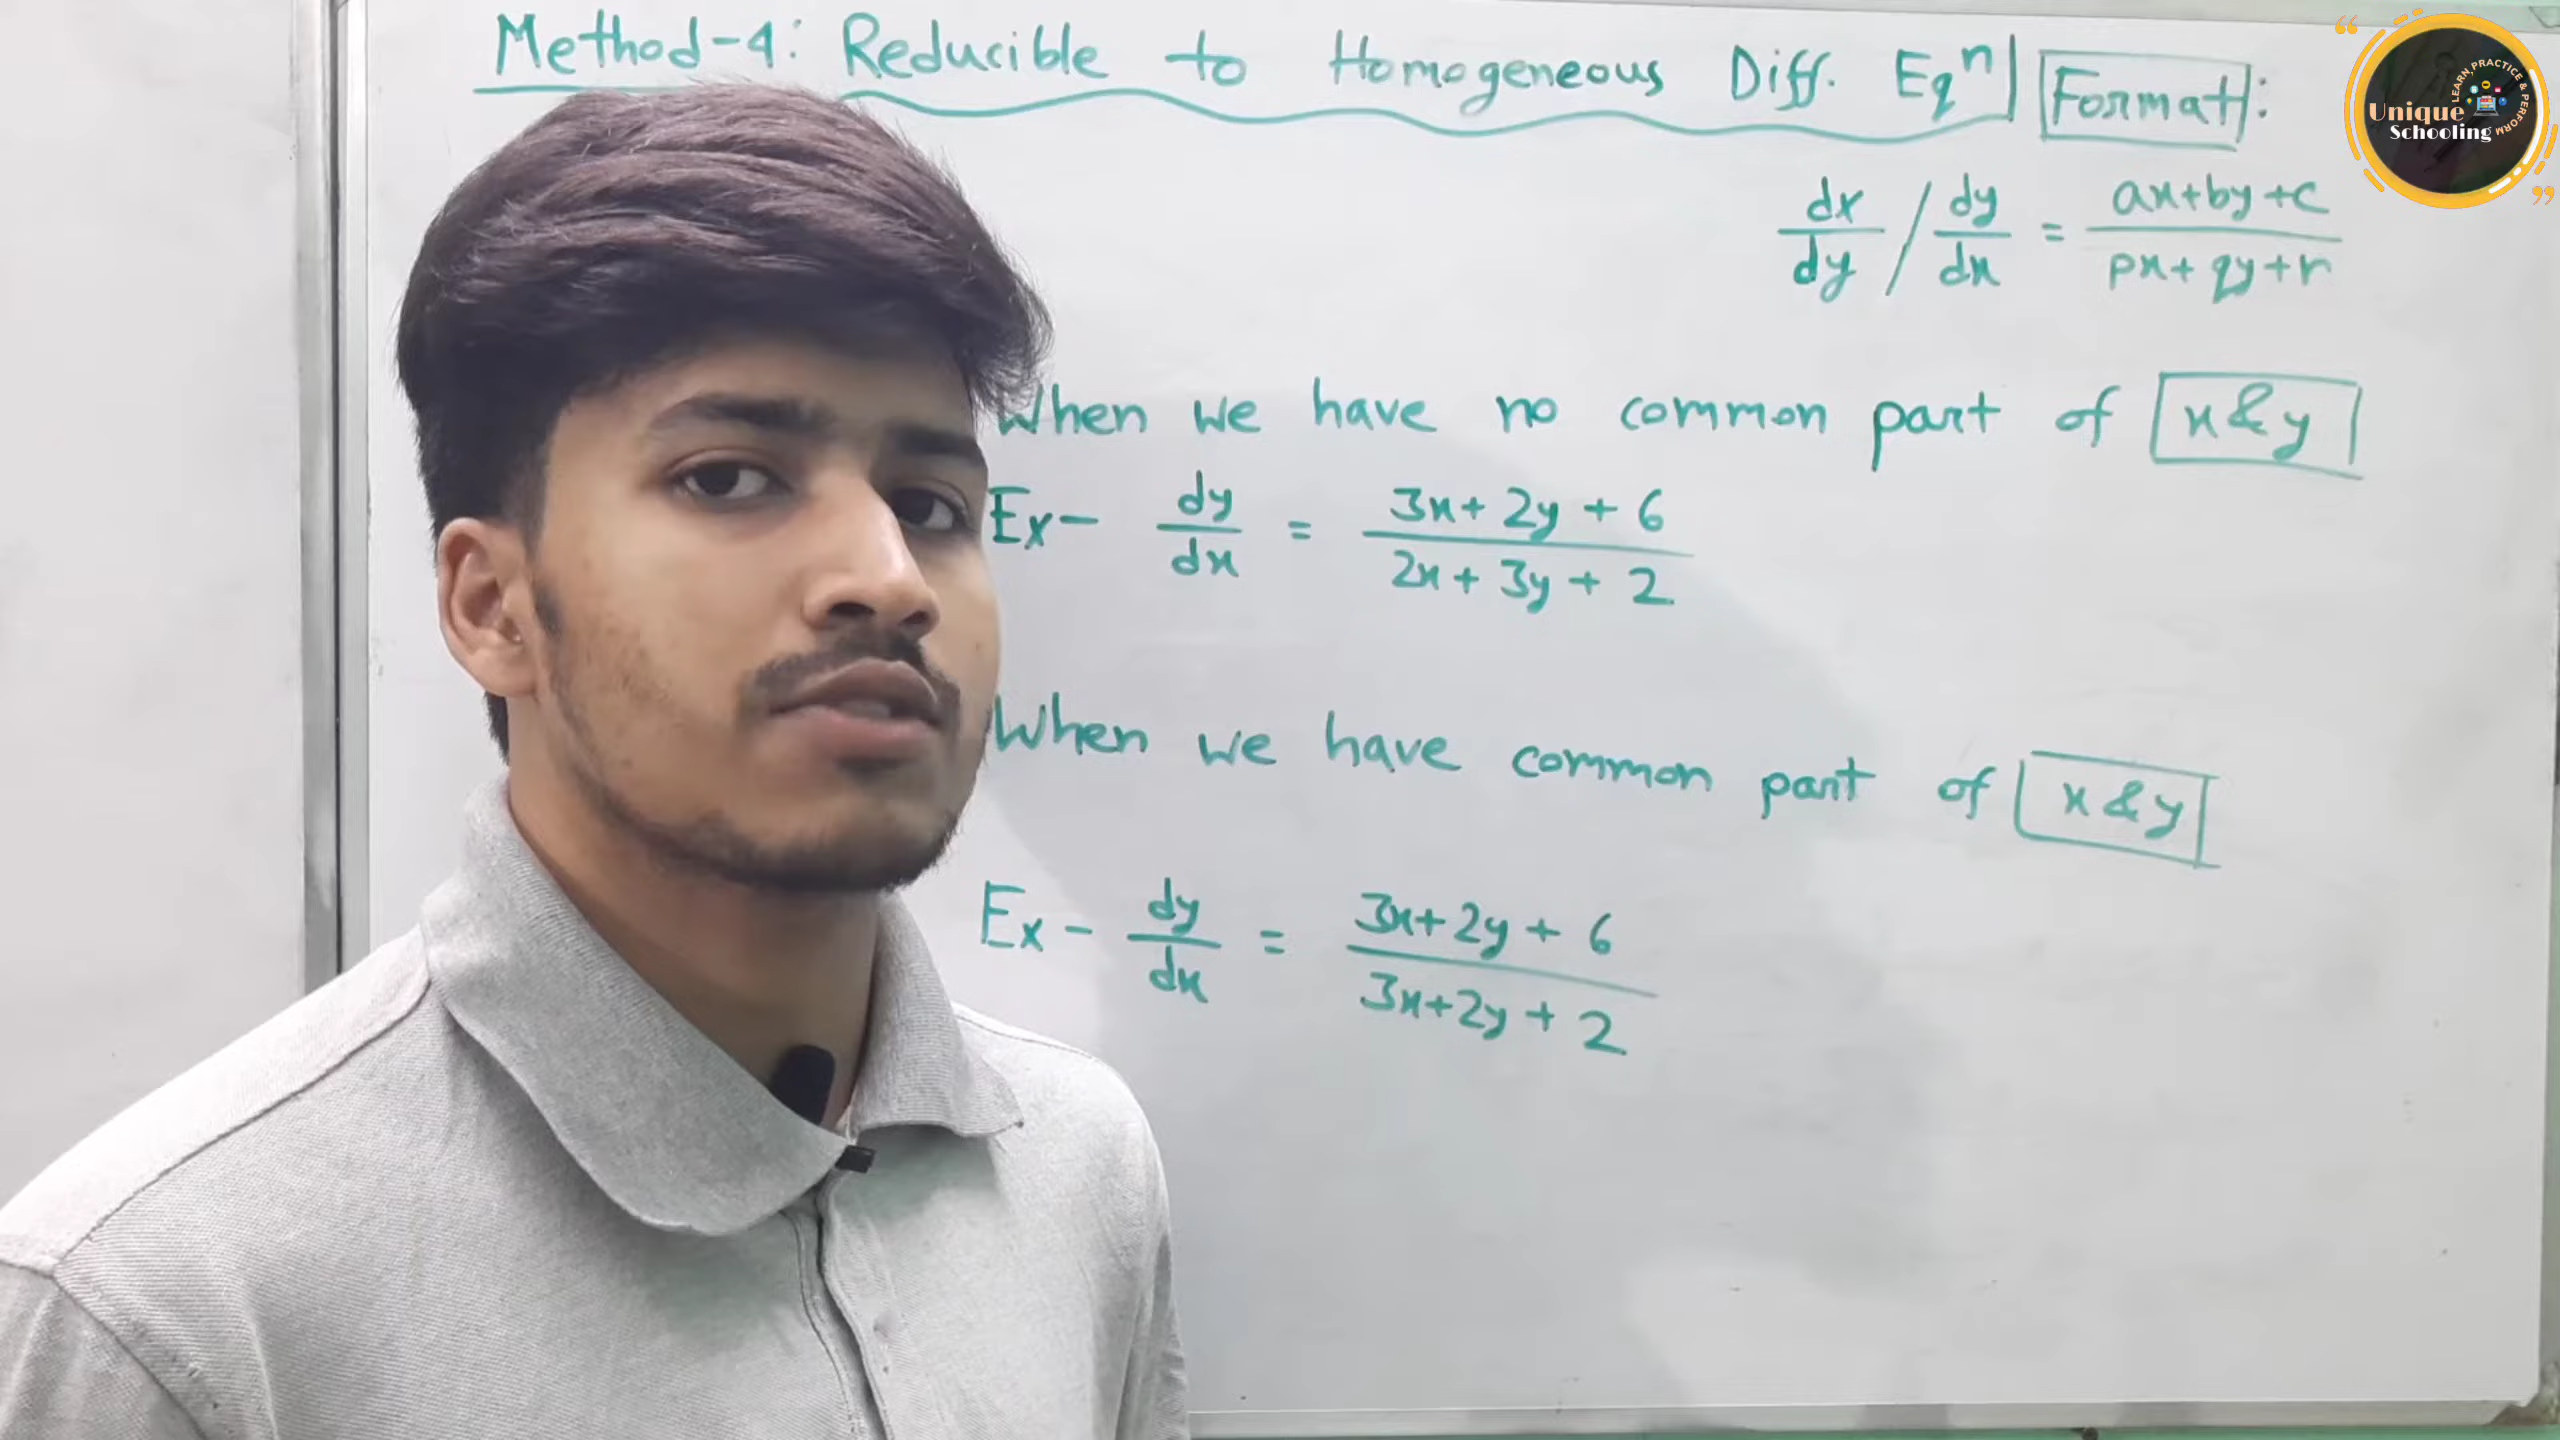 Method-4: Reducible to Homogeneous Diff. Eqⁿ
Format:
dx/dy / dy/dx = ax+by+c / px+qy+r
When we have no common part of x & y
Ex- dy/dx = 3x+2y+6 / 2x+3y+2
When we have common part of x & y
Ex- dy/dx = 3x+2y+6 / 3x+2y+2
Unique
Schooling
LEARN, PRACTICE & PERFORM